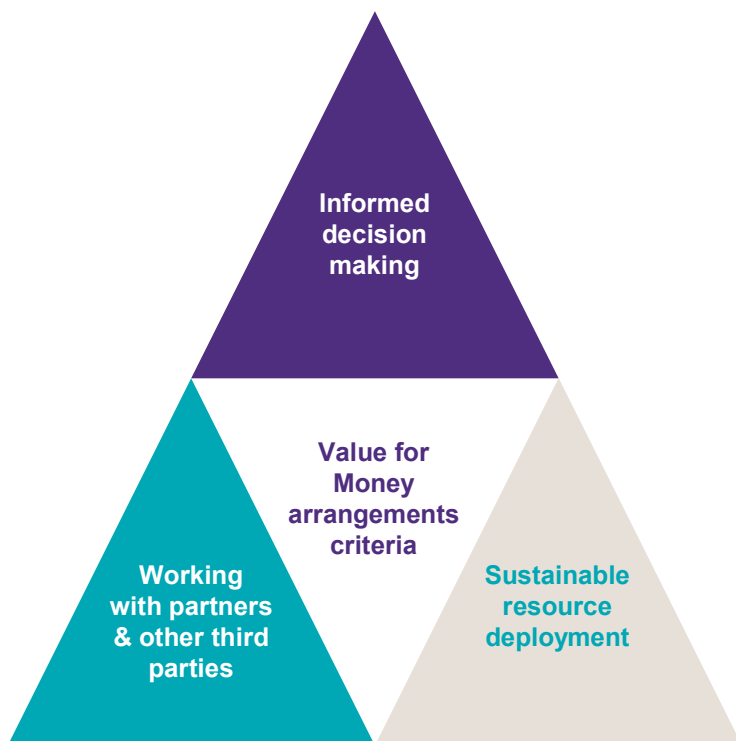 Informed
decision
making
Value for
Money
arrangements
criteria
Working
with partners
& other third
parties
Sustainable
resource
deployment